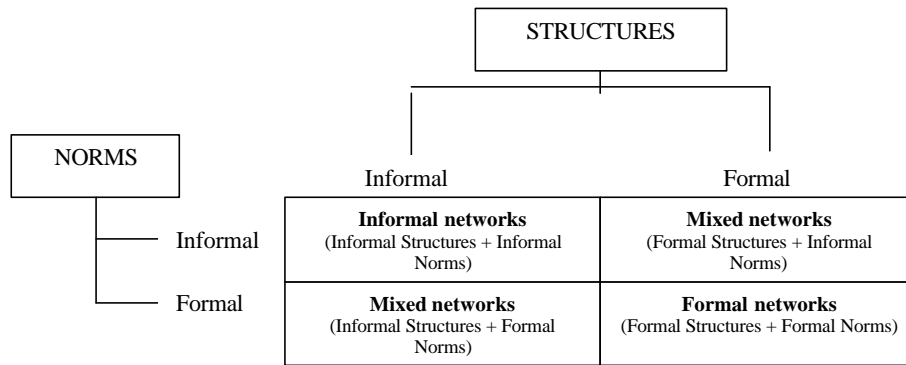 STRUCTURES
NORMS
Informal Formal
Informal
Informal networks
(Informal Structures + Informal
Norms)
Mixed networks
(Formal Structures + Informal
Norms)
Formal
Mixed networks
(Informal Structures + Formal
Norms)
Formal networks
(Formal Structures + Formal Norms)